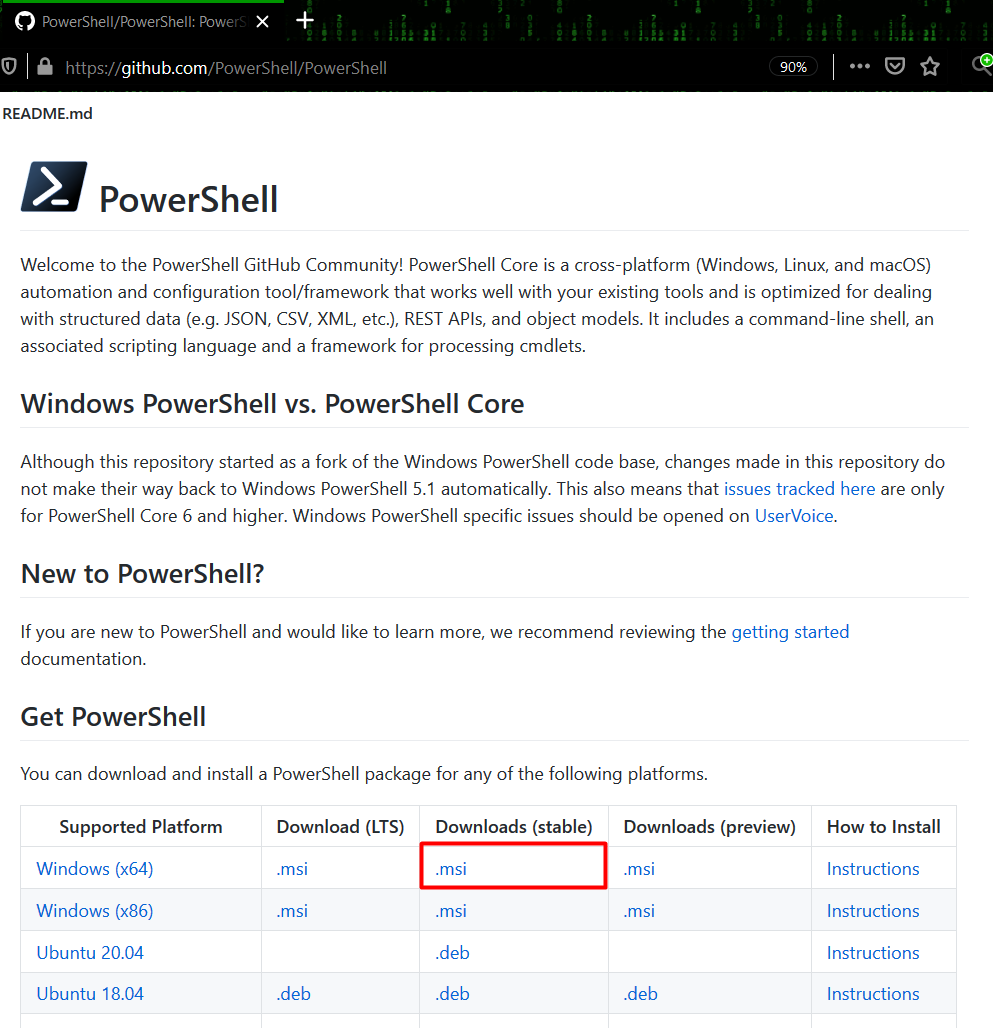 PowerShell/PowerShell: PowerS
https://github.com/PowerShell/PowerShell 90%
README.md
PowerShell
Welcome to the PowerShell GitHub Community! PowerShell Core is a cross-platform (Windows, Linux, and macOS)
automation and configuration tool/framework that works well with your existing tools and is optimized for dealing
with structured data (e.g. JSON, CSV, XML, etc.), REST APIs, and object models. It includes a command-line shell, an
associated scripting language and a framework for processing cmdlets.
Windows PowerShell vs. PowerShell Core
Although this repository started as a fork of the Windows PowerShell code base, changes made in this repository do
not make their way back to Windows PowerShell 5.1 automatically. This also means that issues tracked here are only
for PowerShell Core 6 and higher. Windows PowerShell specific issues should be opened on UserVoice.
New to PowerShell?
If you are new to PowerShell and would like to learn more, we recommend reviewing the getting started
documentation.
Get PowerShell
You can download and install a PowerShell package for any of the following platforms.
Supported Platform Download (LTS) Downloads (stable) Downloads (preview) How to Install
Windows (x64) .msi .msi .msi Instructions
Windows (x86) .msi .msi .msi Instructions
Ubuntu 20.04 .deb Instructions
Ubuntu 18.04 .deb .deb .deb Instructions